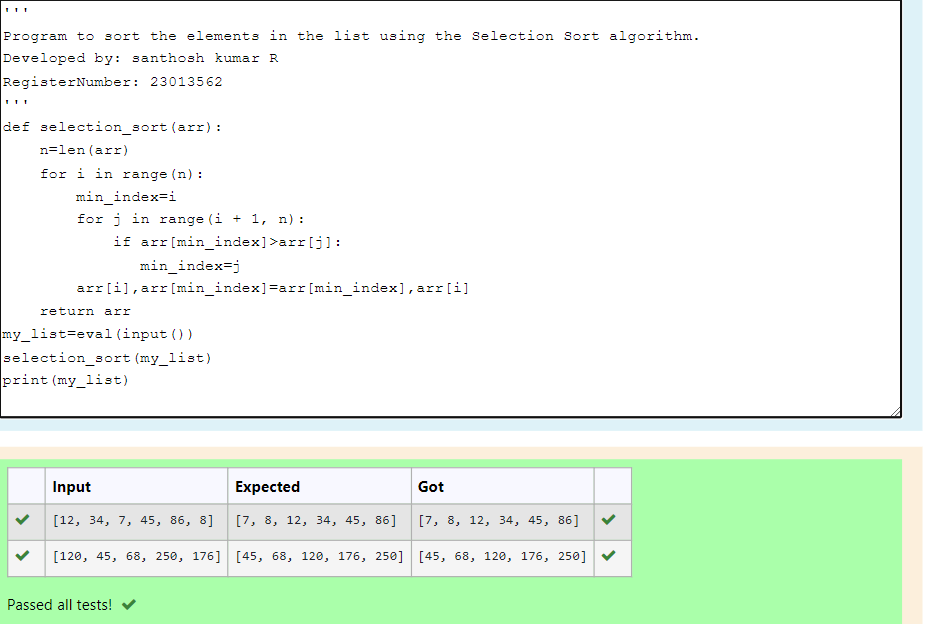 '''
Program to sort the elements in the list using the Selection Sort algorithm.
Developed by: santhosh kumar R
RegisterNumber: 23013562
'''
def selection_sort(arr):
    n=len(arr)
    for i in range(n):
        min_index=i
        for j in range(i + 1, n):
            if arr[min_index]>arr[j]:
               min_index=j
        arr[i],arr[min_index]=arr[min_index],arr[i]
    return arr
my_list=eval(input())
selection_sort(my_list)
print(my_list)
Input Expected Got
[12, 34, 7, 45, 86, 8] [7, 8, 12, 34, 45, 86] [7, 8, 12, 34, 45, 86]
[120, 45, 68, 250, 176] [45, 68, 120, 176, 250] [45, 68, 120, 176, 250]
Passed all tests!